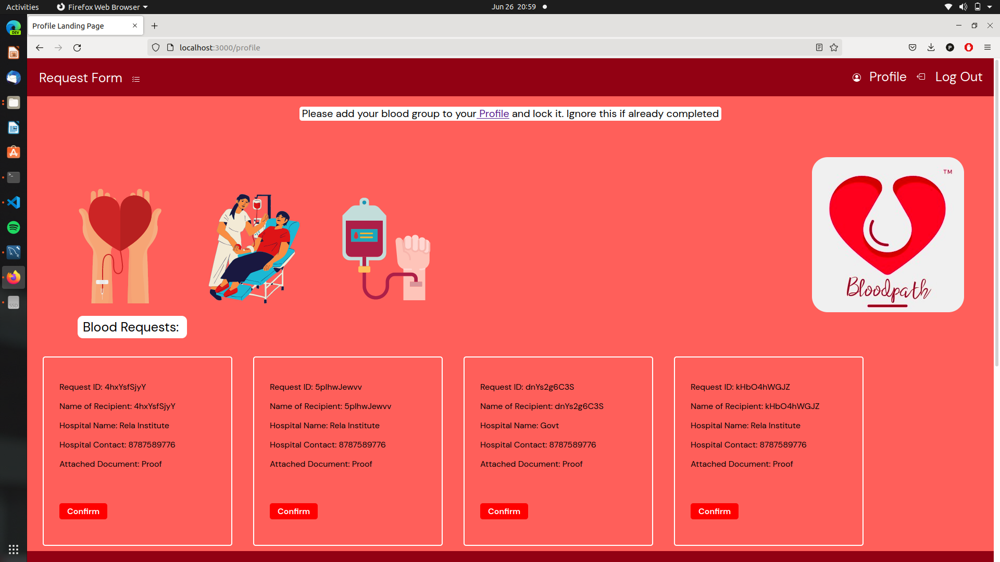 Activities
Firefox Web Browser
Jun 26 20:59
DEV
SSD
Profile Landing Page
localhost:3000/profile
P
Request Form
Profile
Log Out
Please add your blood group to your Profile and lock it. Ignore this if already completed
TM
Bloodpath
Blood Requests:
Request ID: 4hxYsfSjyY
Name of Recipient: 4hxYsfSjyY
Hospital Name: Rela Institute
Hospital Contact: 8787589776
Attached Document: Proof
Confirm
Request ID: 5plhwJewvv
Name of Recipient: 5plhwJewvv
Hospital Name: Rela Institute
Hospital Contact: 8787589776
Attached Document: Proof
Confirm
Request ID: dnYs2g6C3S
Name of Recipient: dnYs2g6C3S
Hospital Name: Govt
Hospital Contact: 8787589776
Attached Document: Proof
Confirm
Request ID: kHbO4hWGJZ
Name of Recipient: kHbO4hWGJZ
Hospital Name: Rela Institute
Hospital Contact: 8787589776
Attached Document: Proof
Confirm